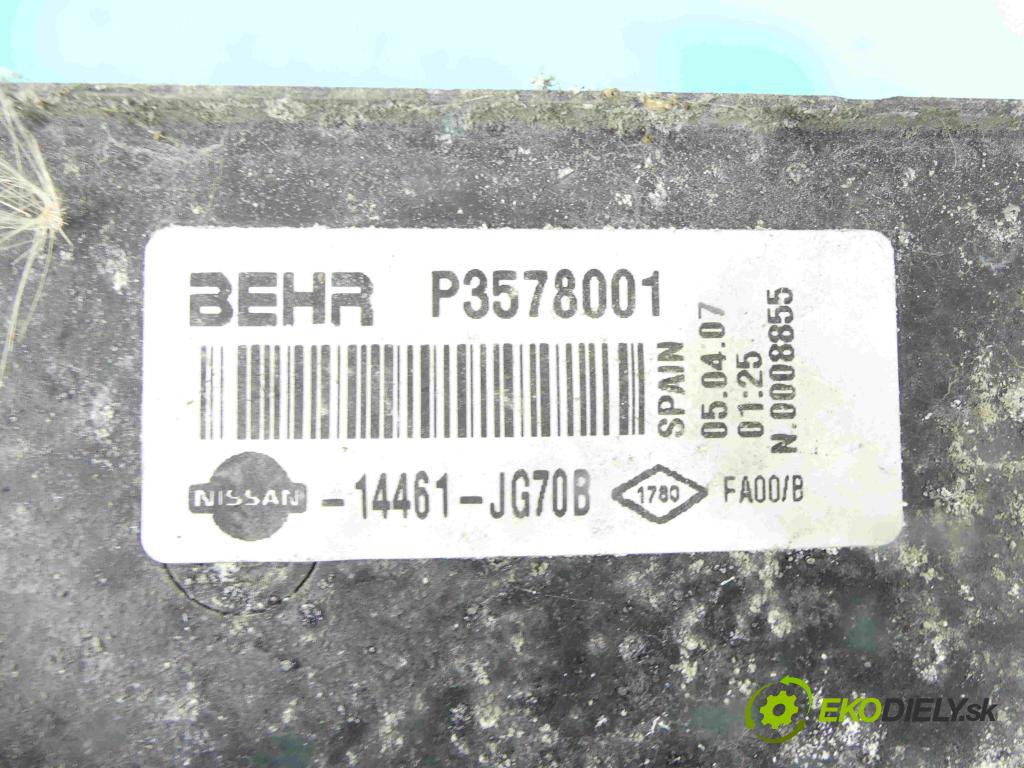 BEHR P3578001
SPAIN
05.04.07
01:25
N.0008855
NISSAN -14461-JG70B 1780 FA00/B
EKODIELY.sk